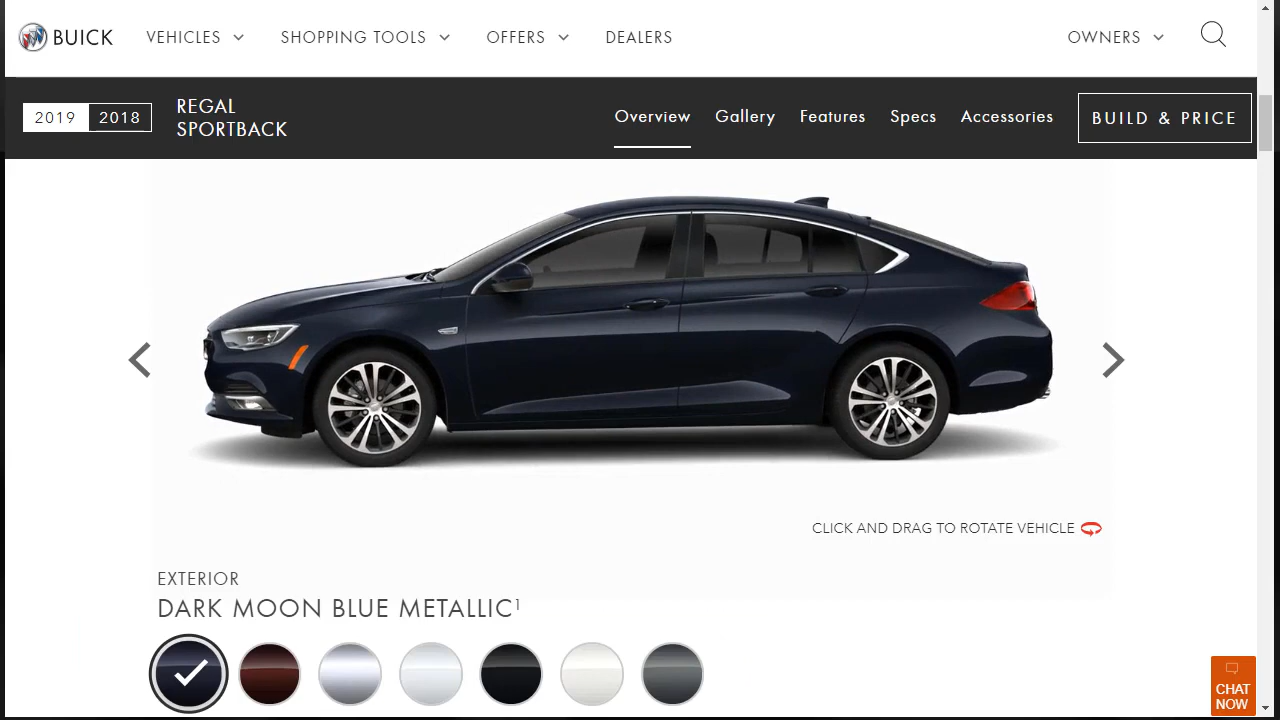 BUICK VEHICLES SHOPPING TOOLS OFFERS DEALERS OWNERS
2019 2018 REGAL SPORTBACK Overview Gallery Features Specs Accessories BUILD & PRICE
CLICK AND DRAG TO ROTATE VEHICLE
EXTERIOR
DARK MOON BLUE METALLIC¹
CHAT
NOW